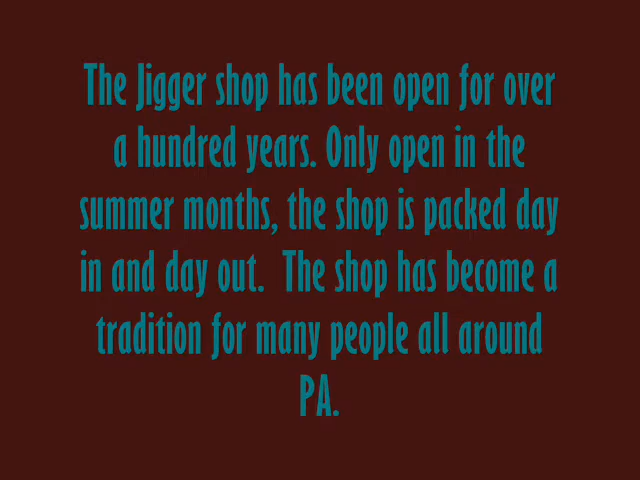 The Jigger shop has been open for over
a hundred years. Only open in the
summer months, the shop is packed day
in and day out.  The shop has become a
tradition for many people all around
PA.